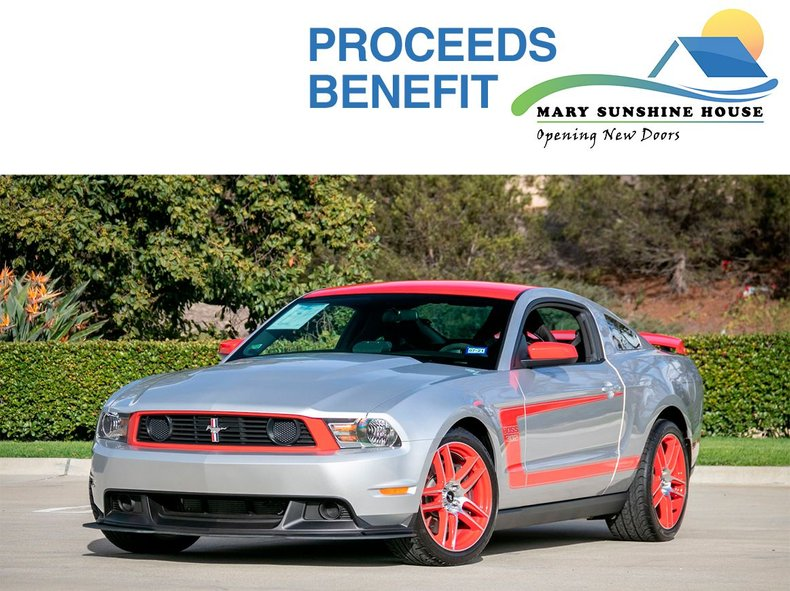 PROCEEDS
BENEFIT
MARY SUNSHINE HOUSE
Opening New Doors